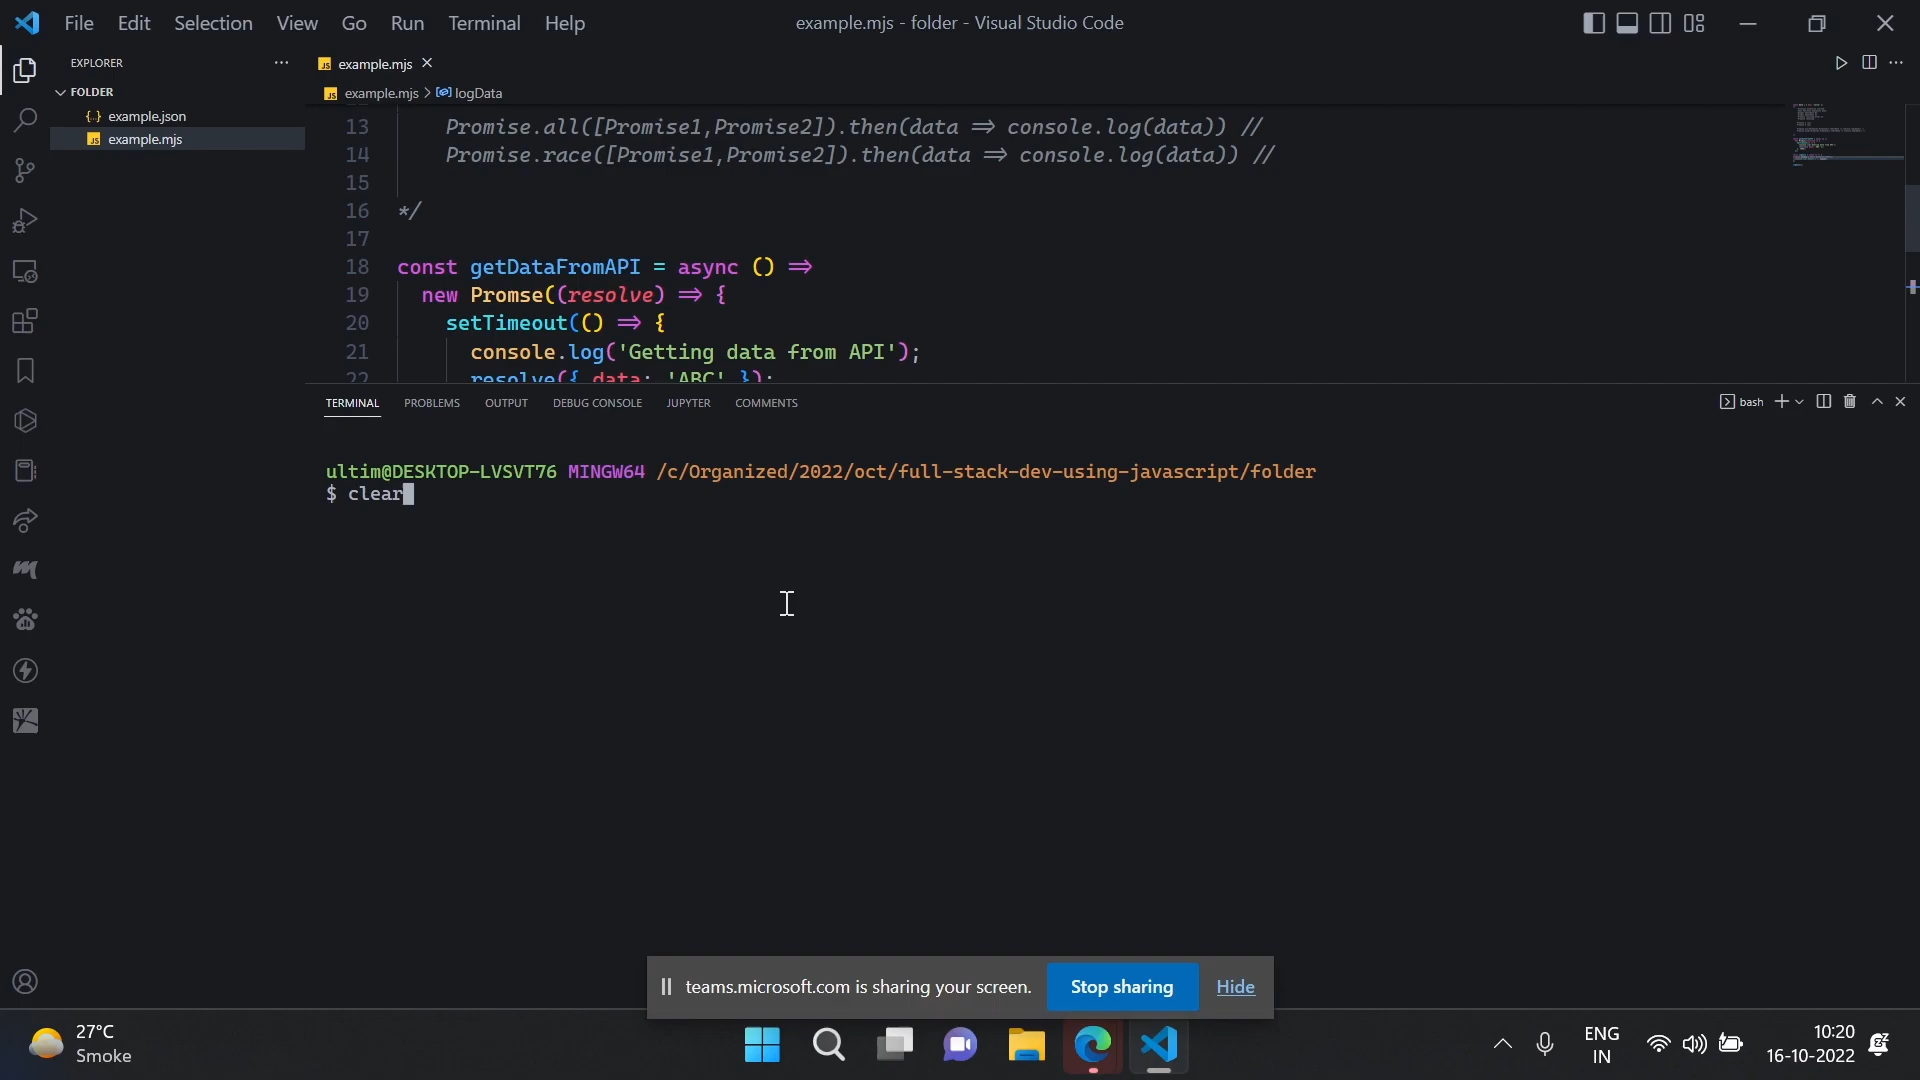 File Edit Selection View Go Run Terminal Help
example.mjs - folder - Visual Studio Code
EXPLORER
FOLDER
example.json
example.mjs
example.mjs
example.mjs > logData
13 Promise.all([Promise1,Promise2]).then(data => console.log(data)) //
14 Promise.race([Promise1,Promise2]).then(data => console.log(data)) //
15
16 */
17
18 const getDataFromAPI = async () =>
19 new Promse((resolve) => {
20 setTimeout(() => {
21 console.log('Getting data from API');
22 resolve({ data: 'ABC' });
TERMINAL PROBLEMS OUTPUT DEBUG CONSOLE JUPYTER COMMENTS
bash
ultim@DESKTOP-LVSVT76 MINGW64 /c/Organized/2022/oct/full-stack-dev-using-javascript/folder
$ clear
teams.microsoft.com is sharing your screen. Stop sharing Hide
27°C
Smoke
ENG
IN
10:20
16-10-2022